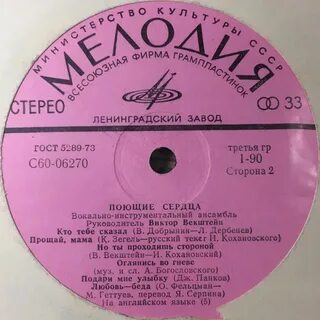 МИНИСТЕРСТВО КУЛЬТУРЫ СССР
МЕЛОДИЯ
ВСЕСОЮЗНАЯ ФИРМА ГРАМПЛАСТИНОК
СТЕРЕО
33
ЛЕНИНГРАДСКИЙ ЗАВОД
ГОСТ 5289-73
третья гр
С60-06270
1-90
Сторона 2
ПОЮЩИЕ СЕРДЦА
Вокально-инструментальный ансамбль
Руководитель Виктор Векштейн
Кто тебе сказал (В. Добрынин—Л. Дербенев)
Прощай, мама (К. Зегель—русский текст И. Кохановского)
Но ты проходишь стороной
(В. Векштейн—И. Кохановский)
Оглянись во гневе
(муз. и сл. А. Богословского)
Подари мне улыбку (Дж. Панков)
Любовь-беда (О. Фельцман—
М. Геттуев, перевод Я. Серпина)
На английском языке (5)